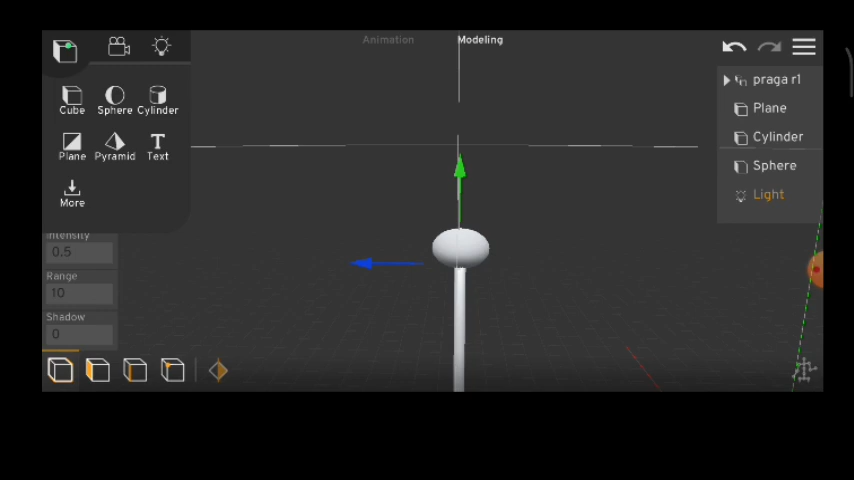 Animation Modeling
Cube Sphere Cylinder
Plane Pyramid Text
More
Intensity
0.5
Range
10
Shadow
0
praga r1
Plane
Cylinder
Sphere
Light